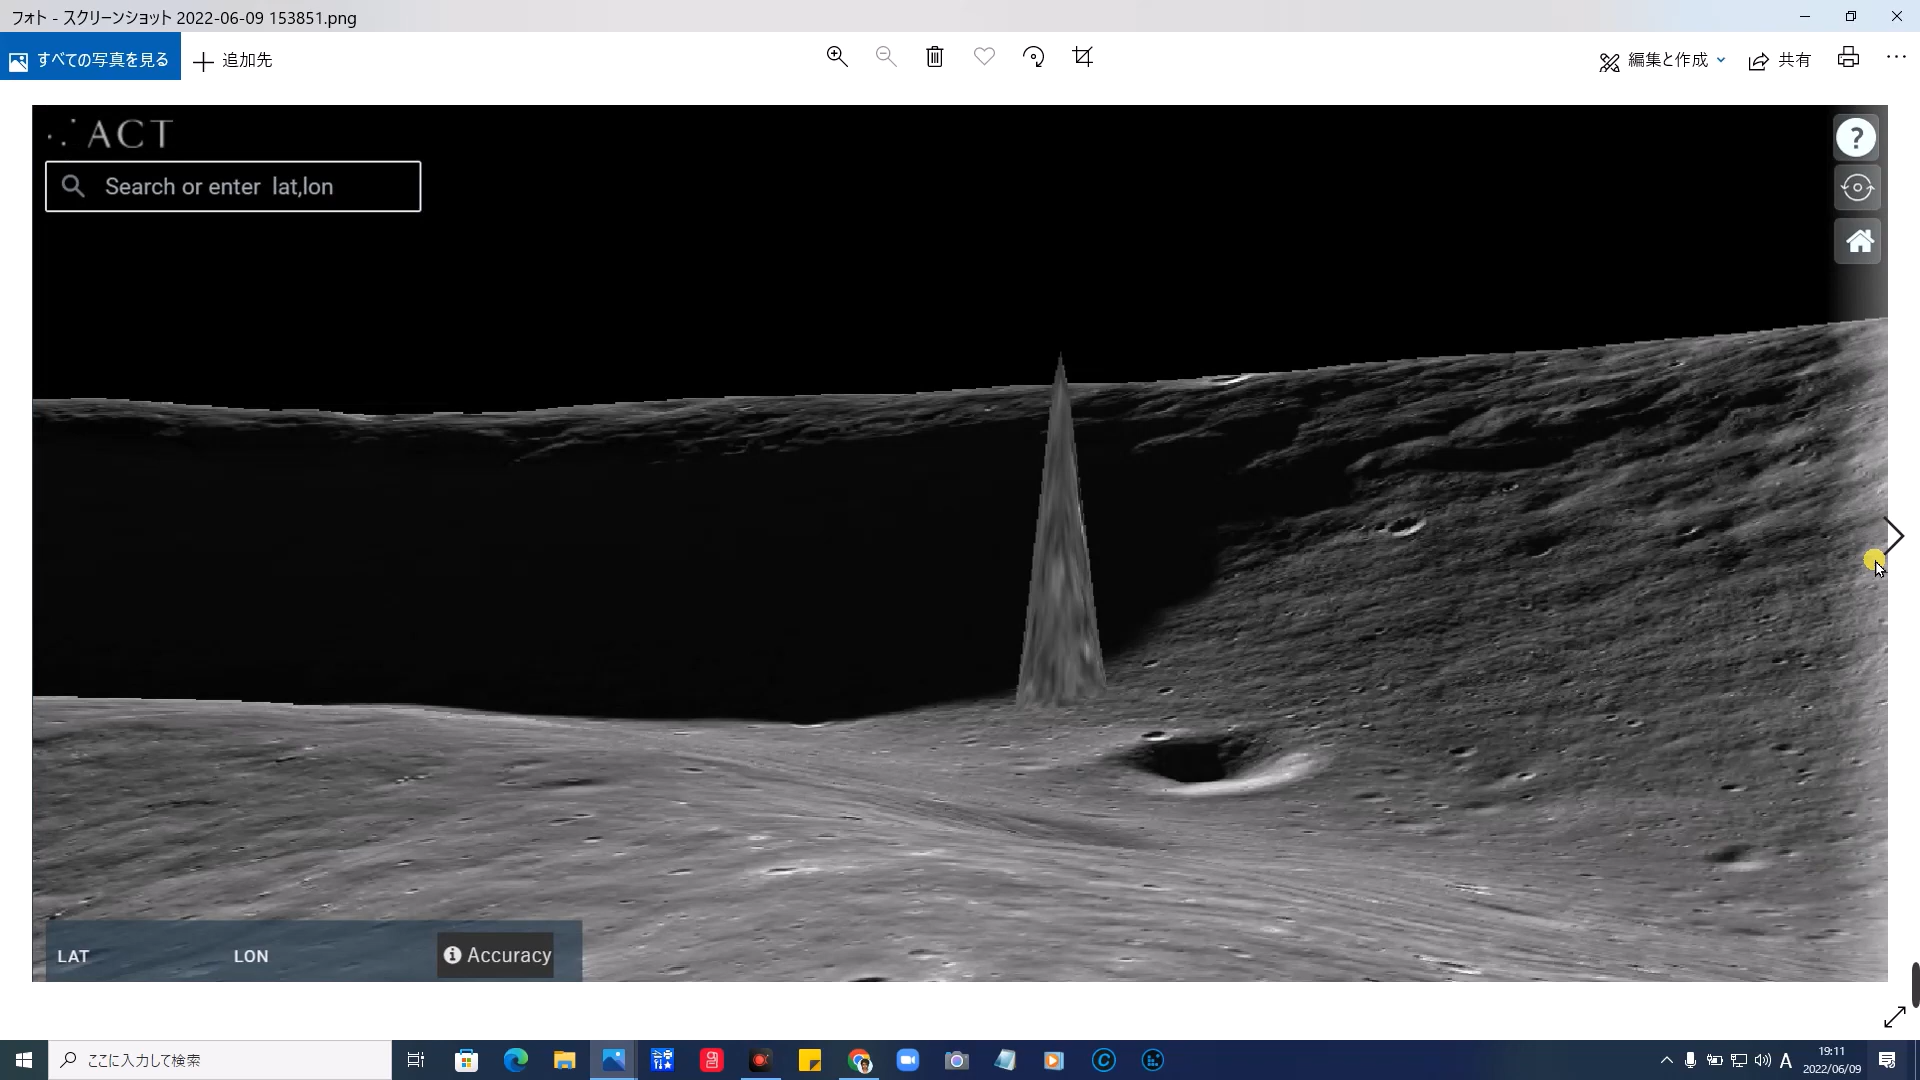 フォト - スクリーンショット 2022-06-09 153851.png
すべての写真を見る
追加先
編集と作成
共有
ACT
Search or enter lat,lon
?
LAT
LON
Accuracy
ここに入力して検索
A
19:11
2022/06/09